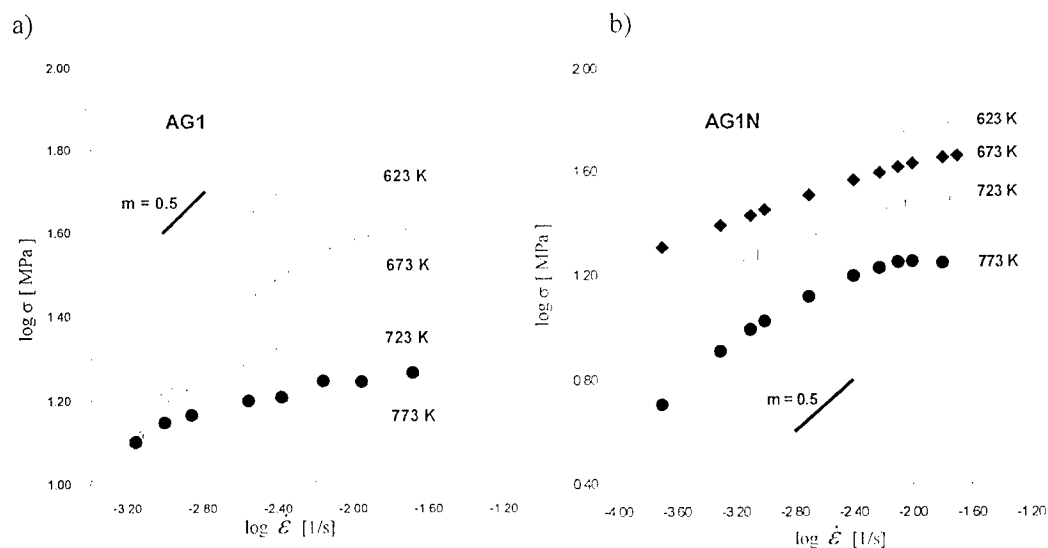 a)
AG1
log σ [ MPa ]
2.00
1.80
1.60
1.40
1.20
1.00
m = 0.5
623 K
673 K
723 K
773 K
-3.20 -2.80 -2.40 -2.00 -1.60 -1.20
log ε̇ [1/s]
b)
AG1N
log σ [ MPa ]
2.00
1.60
1.20
0.80
0.40
623 K
673 K
723 K
773 K
m = 0.5
-4.00 -3.60 -3.20 -2.80 -2.40 -2.00 -1.60 -1.20
log ε̇ [1/s]